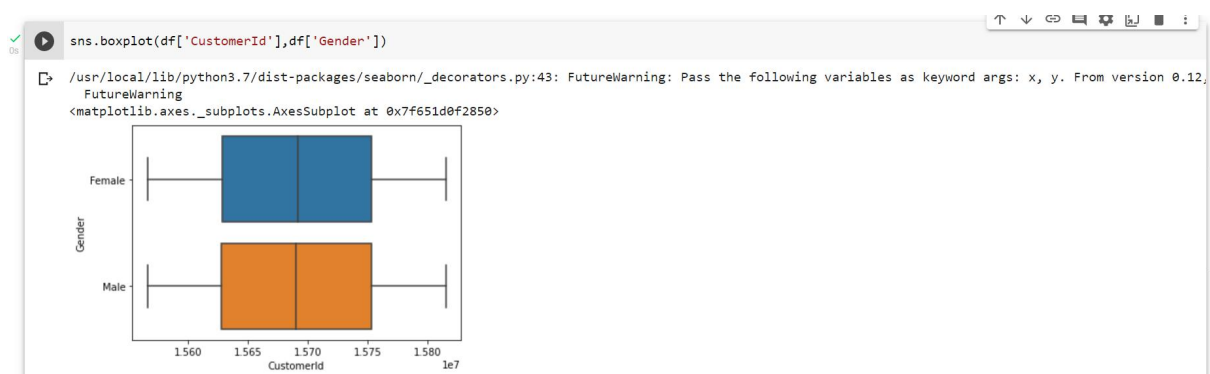 0s
sns.boxplot(df['CustomerId'],df['Gender'])
/usr/local/lib/python3.7/dist-packages/seaborn/_decorators.py:43: FutureWarning: Pass the following variables as keyword args: x, y. From version 0.12,
FutureWarning
<matplotlib.axes._subplots.AxesSubplot at 0x7f651d0f2850>
Female
Gender
Male
1.560 1.565 1.570 1.575 1.580
CustomerId 1e7